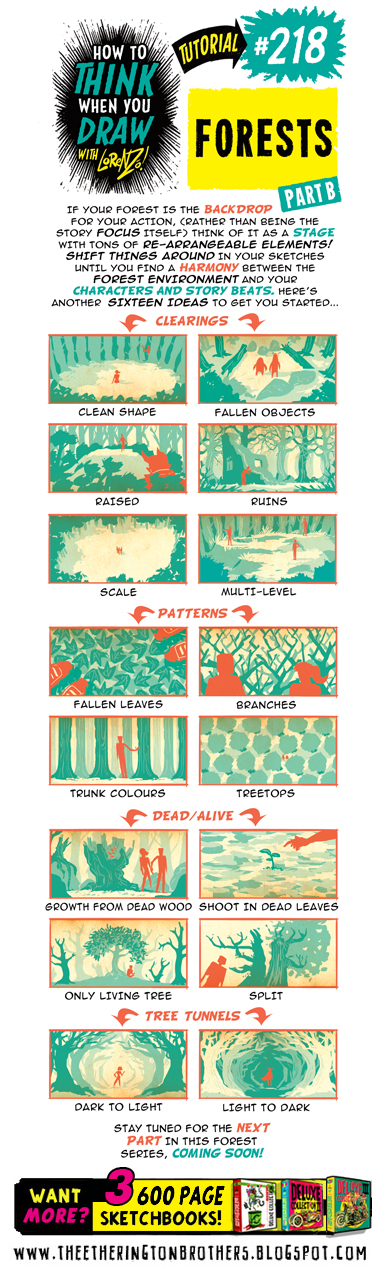 HOW TO
THINK
WHEN YOU
DRAW
WITH LORENZO!
TUTORIAL
#218
FORESTS
PART B
IF YOUR FOREST IS THE BACKDROP
FOR YOUR ACTION, (RATHER THAN BEING THE
STORY FOCUS ITSELF) THINK OF IT AS A STAGE
WITH TONS OF RE-ARRANGEABLE ELEMENTS!
SHIFT THINGS AROUND IN YOUR SKETCHES
UNTIL YOU FIND A HARMONY BETWEEN THE
FOREST ENVIRONMENT AND YOUR
CHARACTERS AND STORY BEATS. HERE'S
ANOTHER SIXTEEN IDEAS TO GET YOU STARTED...
CLEARINGS
CLEAN SHAPE
FALLEN OBJECTS
RAISED
RUINS
SCALE
MULTI-LEVEL
PATTERNS
FALLEN LEAVES
BRANCHES
TRUNK COLOURS
TREETOPS
DEAD/ALIVE
GROWTH FROM DEAD WOOD
SHOOT IN DEAD LEAVES
ONLY LIVING TREE
SPLIT
TREE TUNNELS
DARK TO LIGHT
LIGHT TO DARK
STAY TUNED FOR THE NEXT
PART IN THIS FOREST
SERIES, COMING SOON!
WANT
MORE?
3 600 PAGE
SKETCHBOOKS!
DELUXE
COLLECTION
DELUXE
WWW.THEETHERINGTONBROTHERS.BLOGSPOT.COM